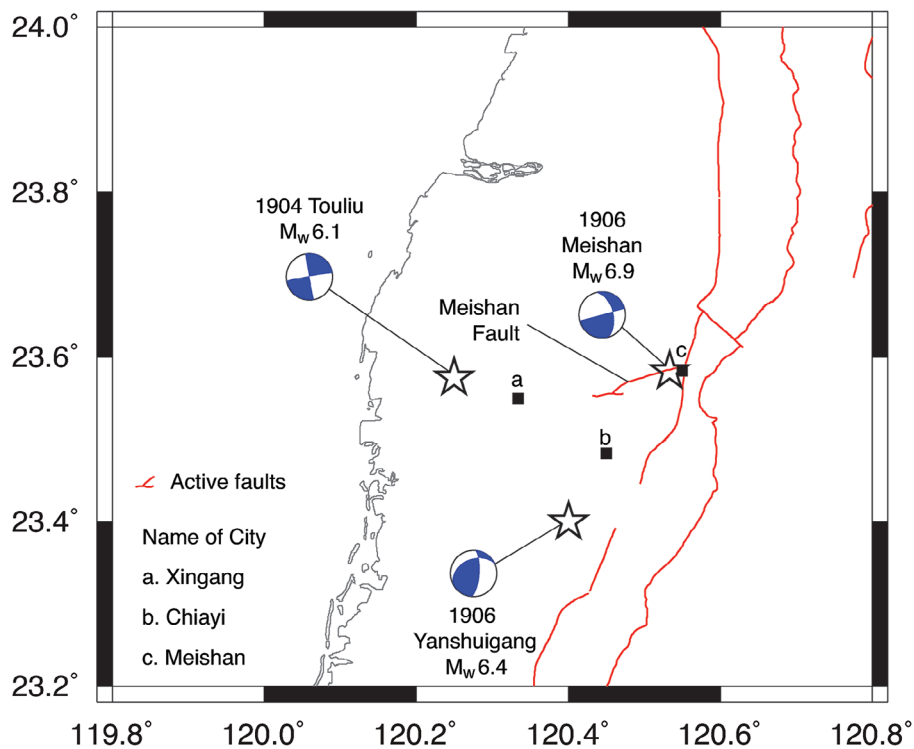 24.0°
23.8°
23.6°
23.4°
23.2°
1904 Touliu
Mw 6.1
1906
Meishan
Mw 6.9
Meishan
Fault
c
a
b
Active faults
Name of City
a. Xingang
b. Chiayi
c. Meishan
1906
Yanshuigang
Mw 6.4
119.8° 120.0° 120.2° 120.4° 120.6° 120.8°